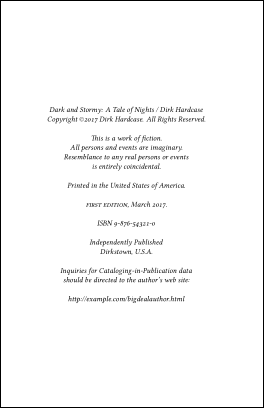 Dark and Stormy: A Tale of Nights / Dirk Hardcase
Copyright ©2017 Dirk Hardcase. All Rights Reserved.
This is a work of fiction.
All persons and events are imaginary.
Resemblance to any real persons or events
is entirely coincidental.
Printed in the United States of America.
FIRST EDITION, March 2017.
ISBN 9-876-54321-0
Independently Published
Dirkstown, U.S.A.
Inquiries for Cataloging-in-Publication data
should be directed to the author's web site:
http://example.com/bigdealauthor.html